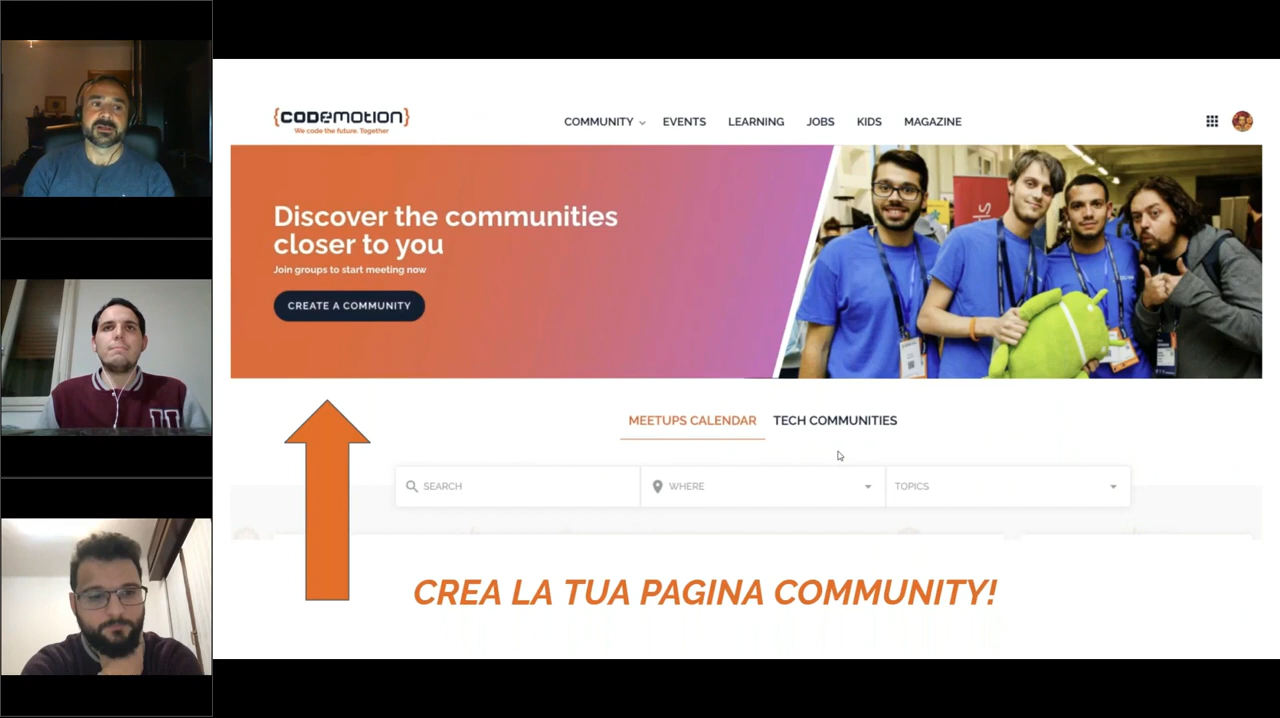 {CODEMOTION}
We code the future. Together
COMMUNITY
EVENTS
LEARNING
JOBS
KIDS
MAGAZINE
Discover the communities
closer to you
Join groups to start meeting now
CREATE A COMMUNITY
MEETUPS CALENDAR
TECH COMMUNITIES
SEARCH
WHERE
TOPICS
CREA LA TUA PAGINA COMMUNITY!